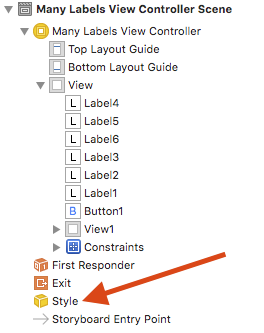 Many Labels View Controller Scene
Many Labels View Controller
Top Layout Guide
Bottom Layout Guide
View
L Label4
L Label5
L Label6
L Label3
L Label2
L Label1
B Button1
View1
Constraints
First Responder
Exit
Style
Storyboard Entry Point